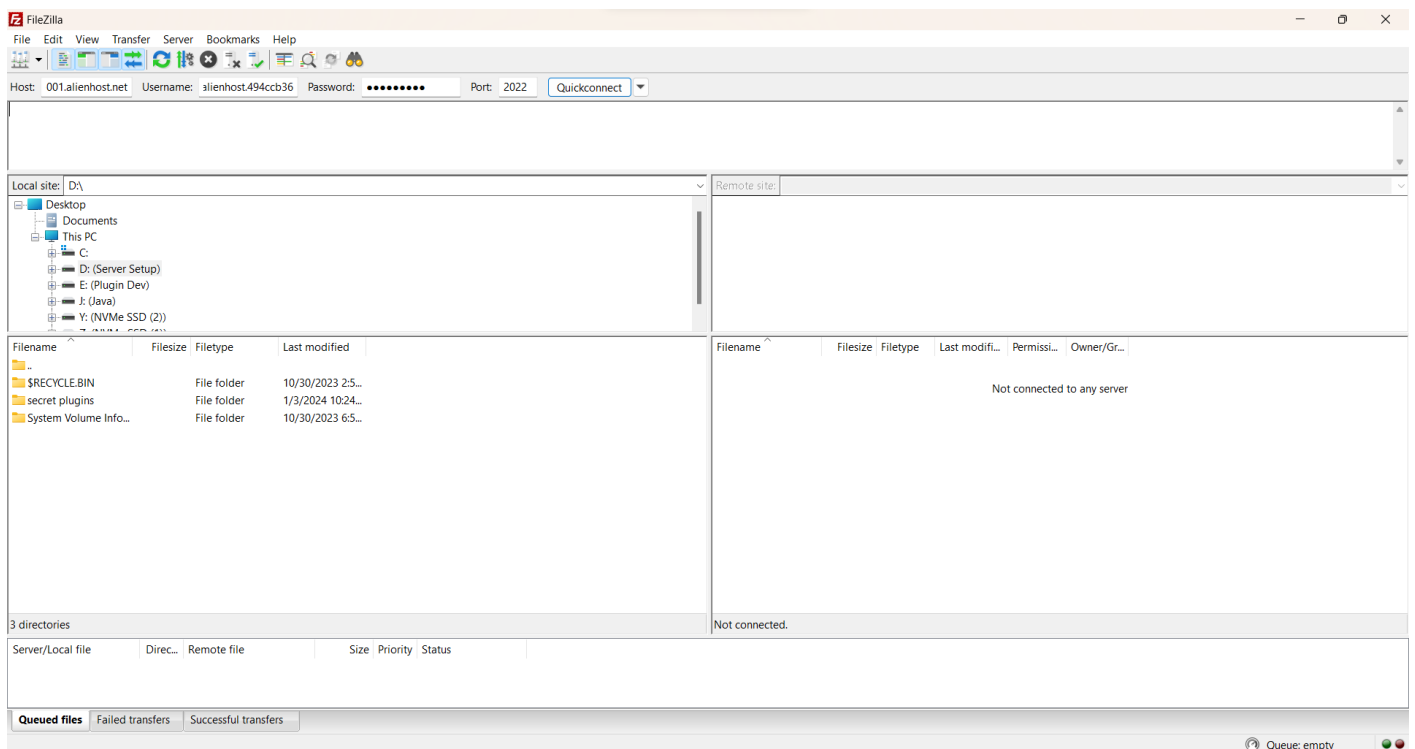 FileZilla
File Edit View Transfer Server Bookmarks Help
Host: 001.alienhost.net Username: alienhost.494ccb36 Password: ●●●●●●●●● Port: 2022 Quickconnect
Local site: D:\
Remote site:
Desktop
Documents
This PC
C:
D: (Server Setup)
E: (Plugin Dev)
J: (Java)
Y: (NVMe SSD (2))
Filename Filesize Filetype Last modified
..
$RECYCLE.BIN File folder 10/30/2023 2:5...
secret plugins File folder 1/3/2024 10:24...
System Volume Info... File folder 10/30/2023 6:5...
3 directories
Filename Filesize Filetype Last modifi... Permissi... Owner/Gr...
Not connected to any server
Not connected.
Server/Local file Direc... Remote file Size Priority Status
Queued files Failed transfers Successful transfers
Queue: empty